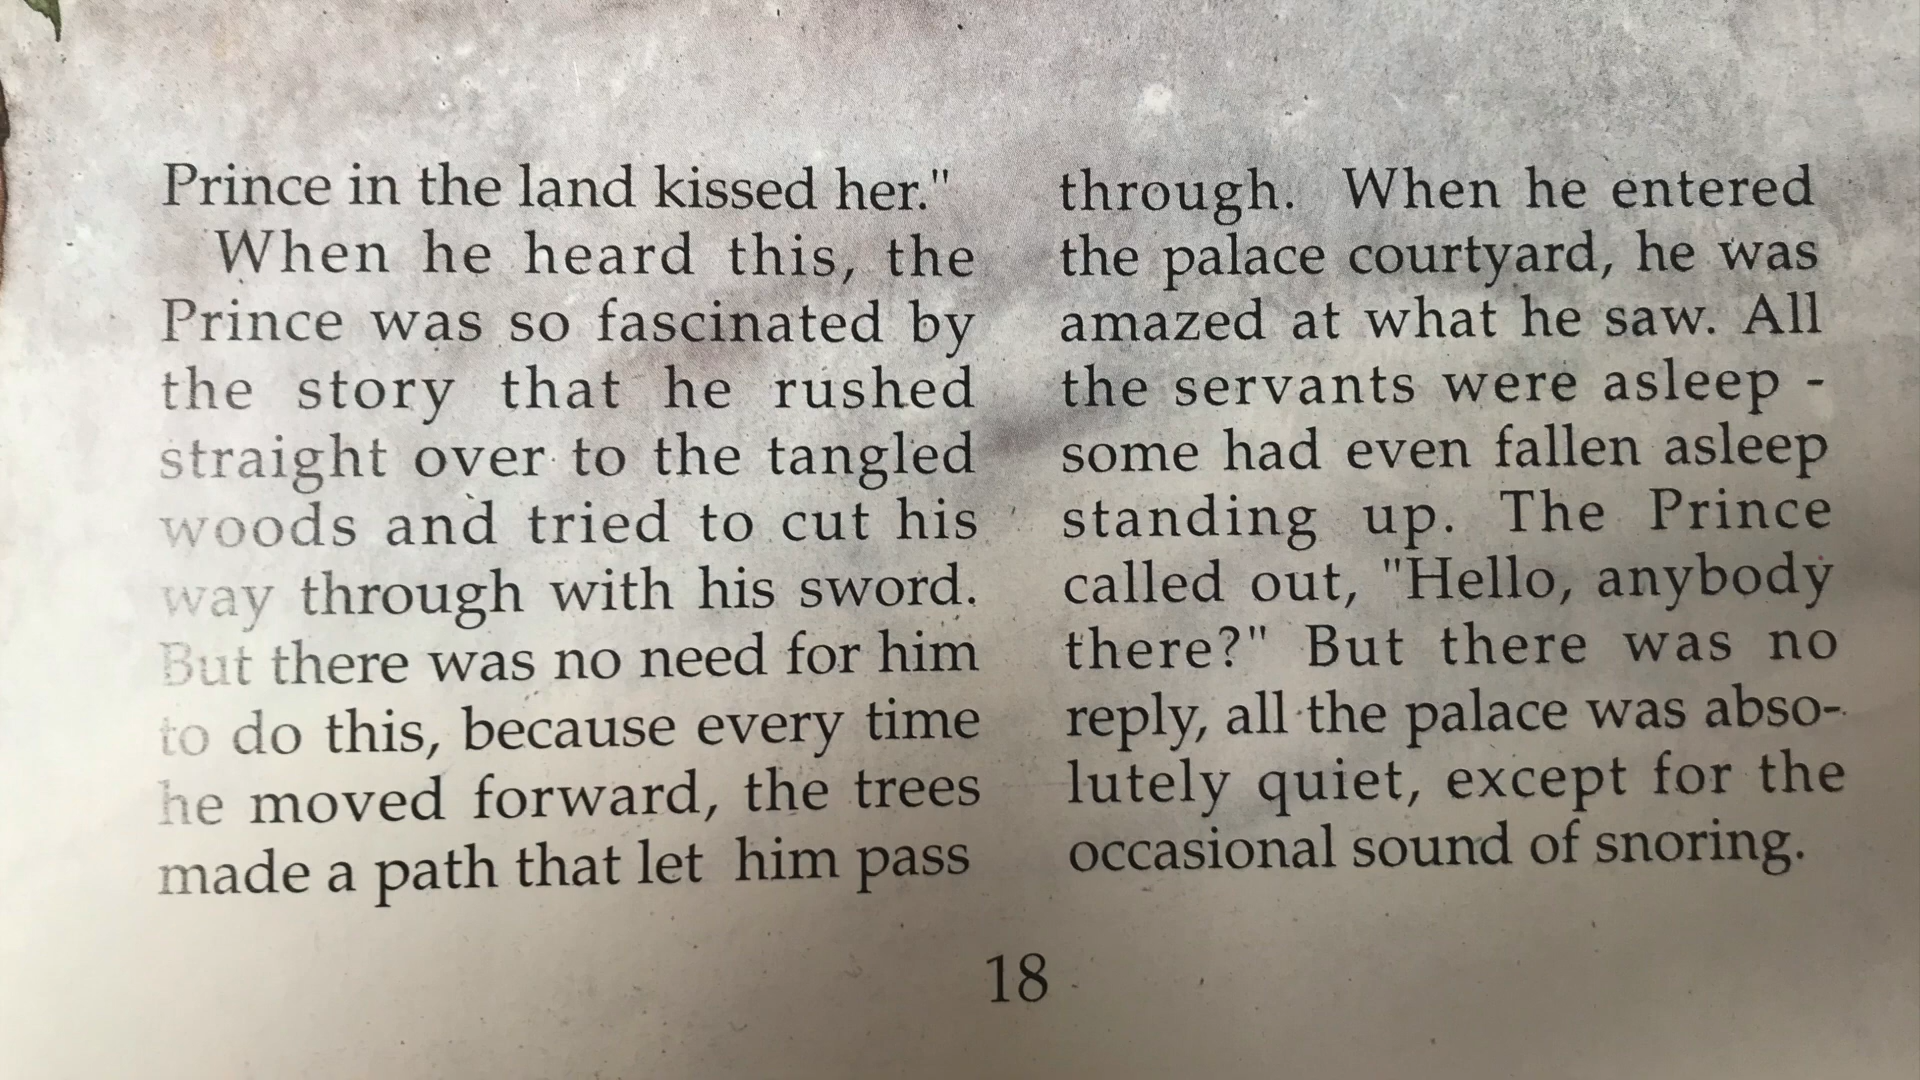 Prince in the land kissed her."
When he heard this, the
Prince was so fascinated by
the story that he rushed
straight over to the tangled
woods and tried to cut his
way through with his sword.
But there was no need for him
to do this, because every time
he moved forward, the trees
made a path that let him pass
through. When he entered
the palace courtyard, he was
amazed at what he saw. All
the servants were asleep -
some had even fallen asleep
standing up. The Prince
called out, "Hello, anybody
there?" But there was no
reply, all the palace was abso-
lutely quiet, except for the
occasional sound of snoring.
18